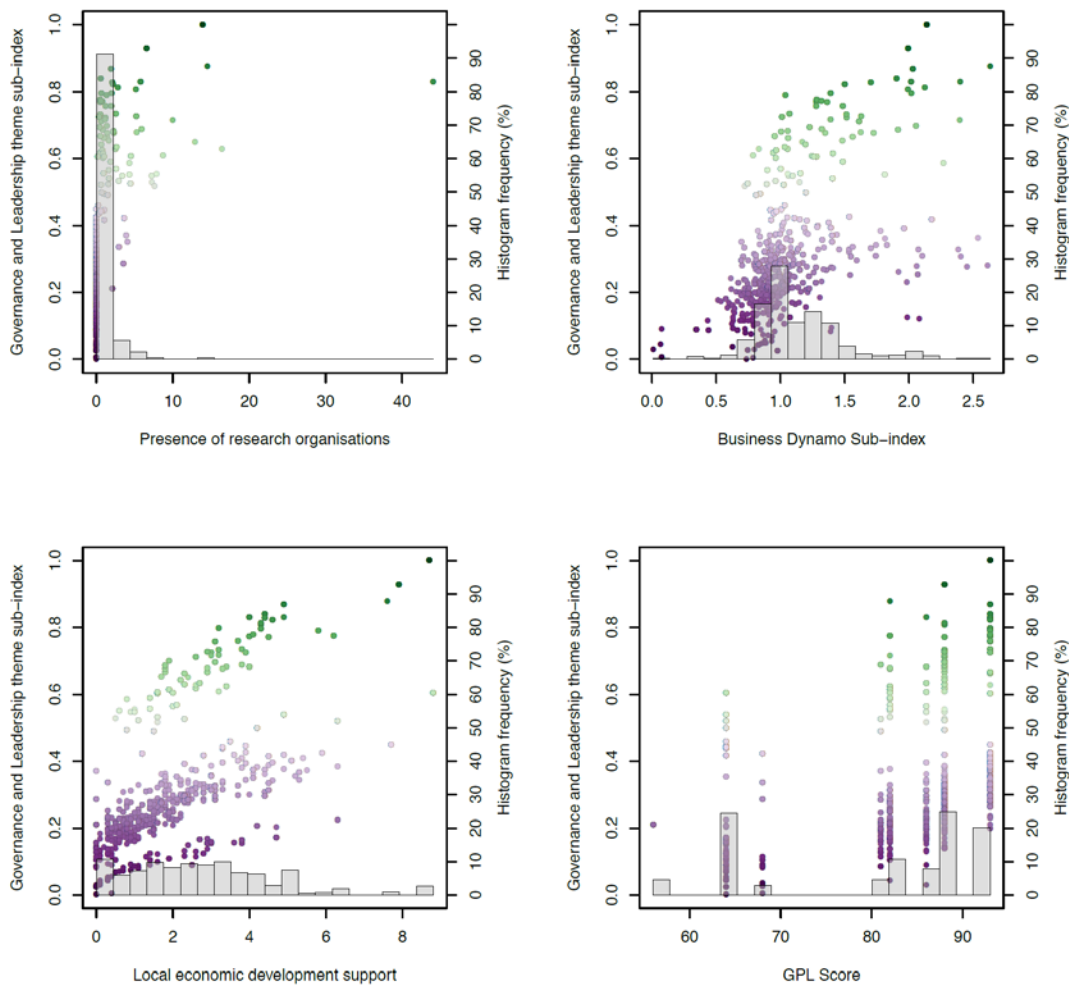 Governance and Leadership theme sub−index
0.0 0.2 0.4 0.6 0.8 1.0
0 10 20 30 40 50 60 70 80 90
Histogram frequency (%)
0 10 20 30 40
Presence of research organisations
Governance and Leadership theme sub−index
0.0 0.2 0.4 0.6 0.8 1.0
0 10 20 30 40 50 60 70 80 90
Histogram frequency (%)
0.0 0.5 1.0 1.5 2.0 2.5
Business Dynamo Sub−index
Governance and Leadership theme sub−index
0.0 0.2 0.4 0.6 0.8 1.0
0 10 20 30 40 50 60 70 80 90
Histogram frequency (%)
0 2 4 6 8
Local economic development support
Governance and Leadership theme sub−index
0.0 0.2 0.4 0.6 0.8 1.0
0 10 20 30 40 50 60 70 80 90
Histogram frequency (%)
60 70 80 90
GPL Score